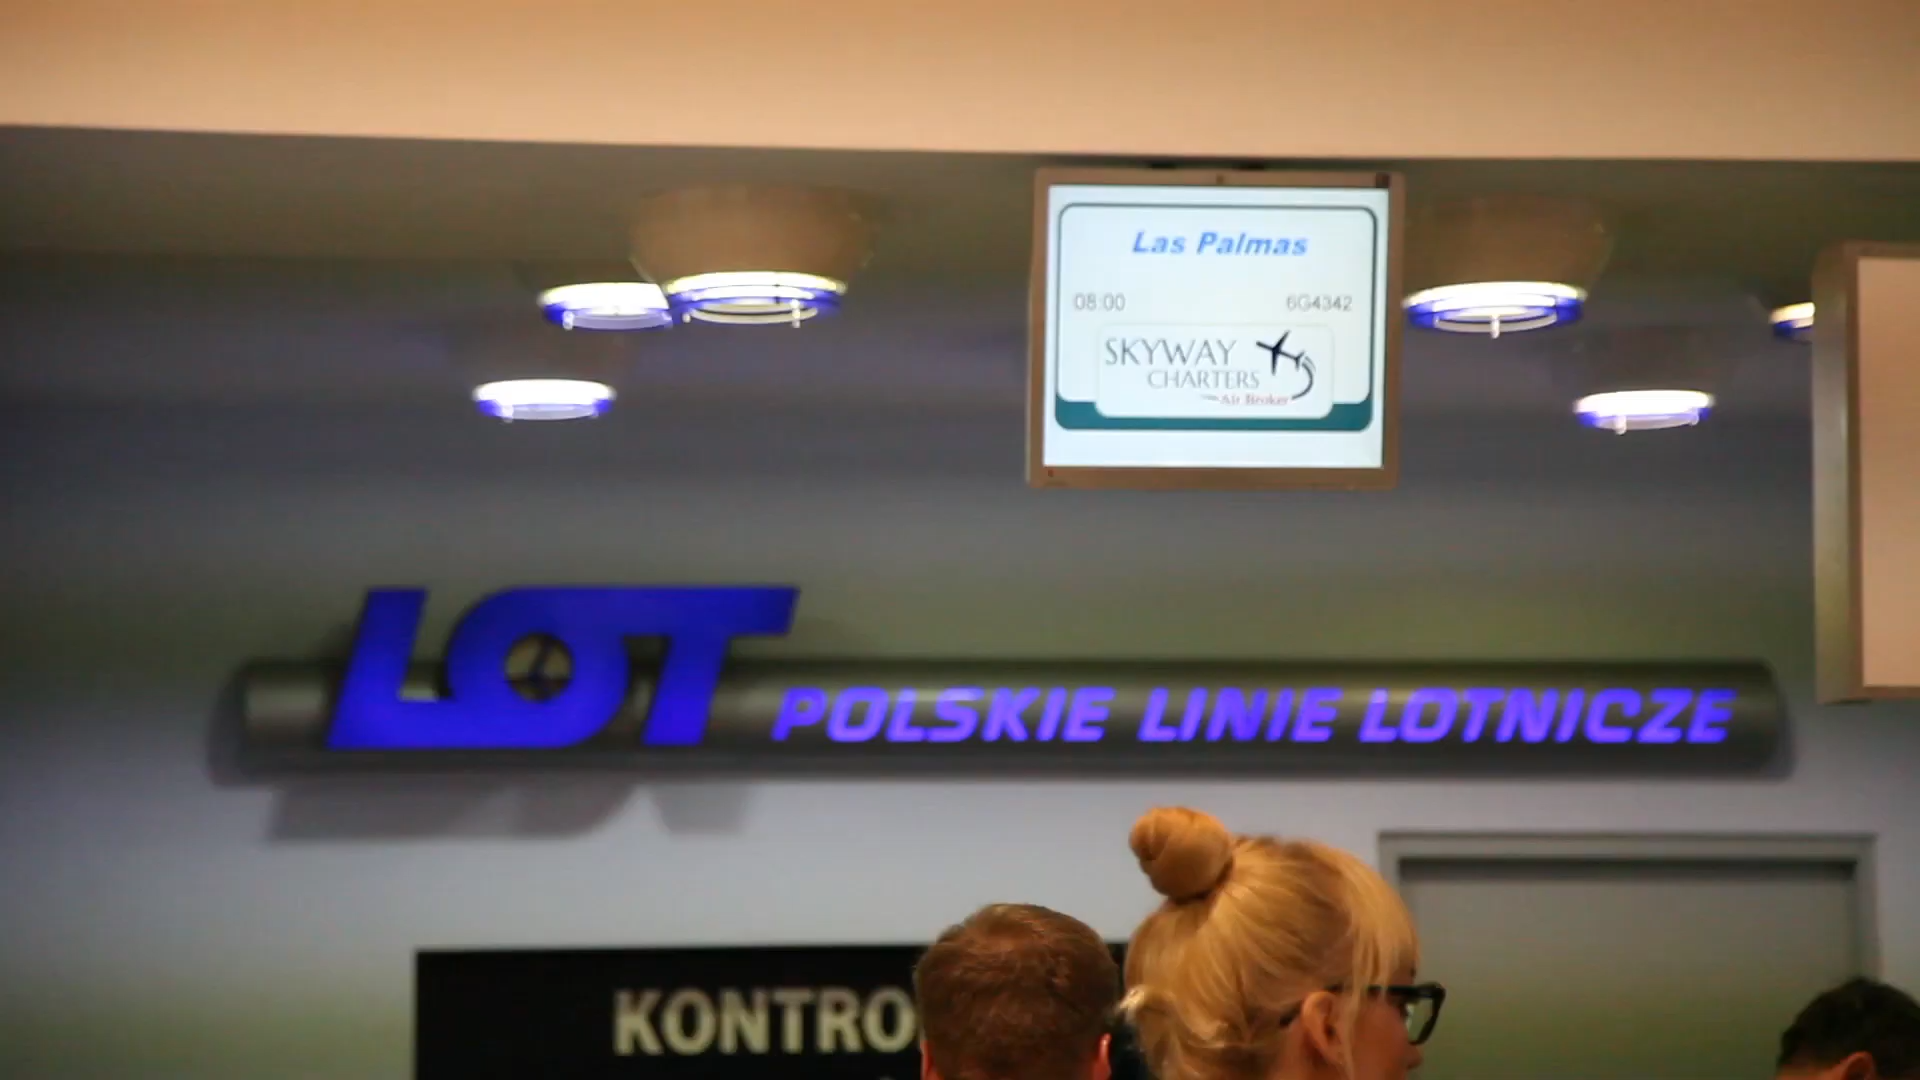 Las Palmas
08:00 6G4342
SKYWAY
CHARTERS
Air Broker
LOT POLSKIE LINIE LOTNICZE
KONTRO